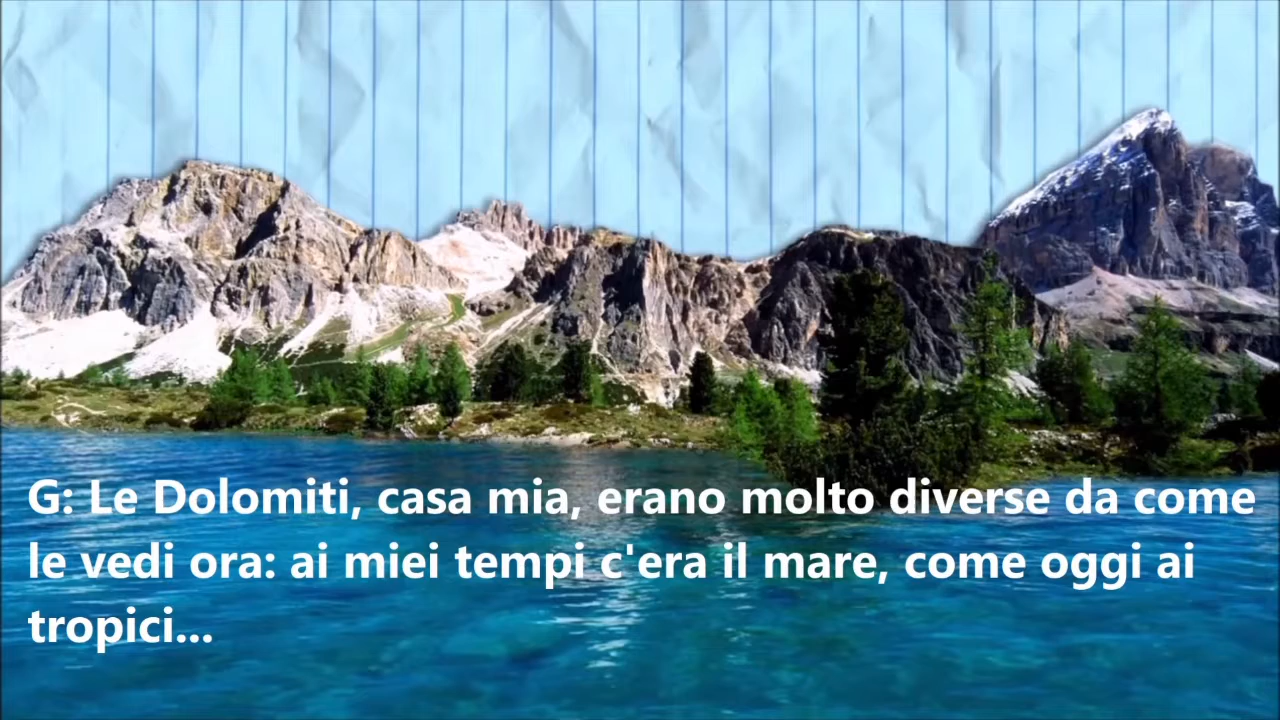 G: Le Dolomiti, casa mia, erano molto diverse da come
le vedi ora: ai miei tempi c'era il mare, come oggi ai
tropici...